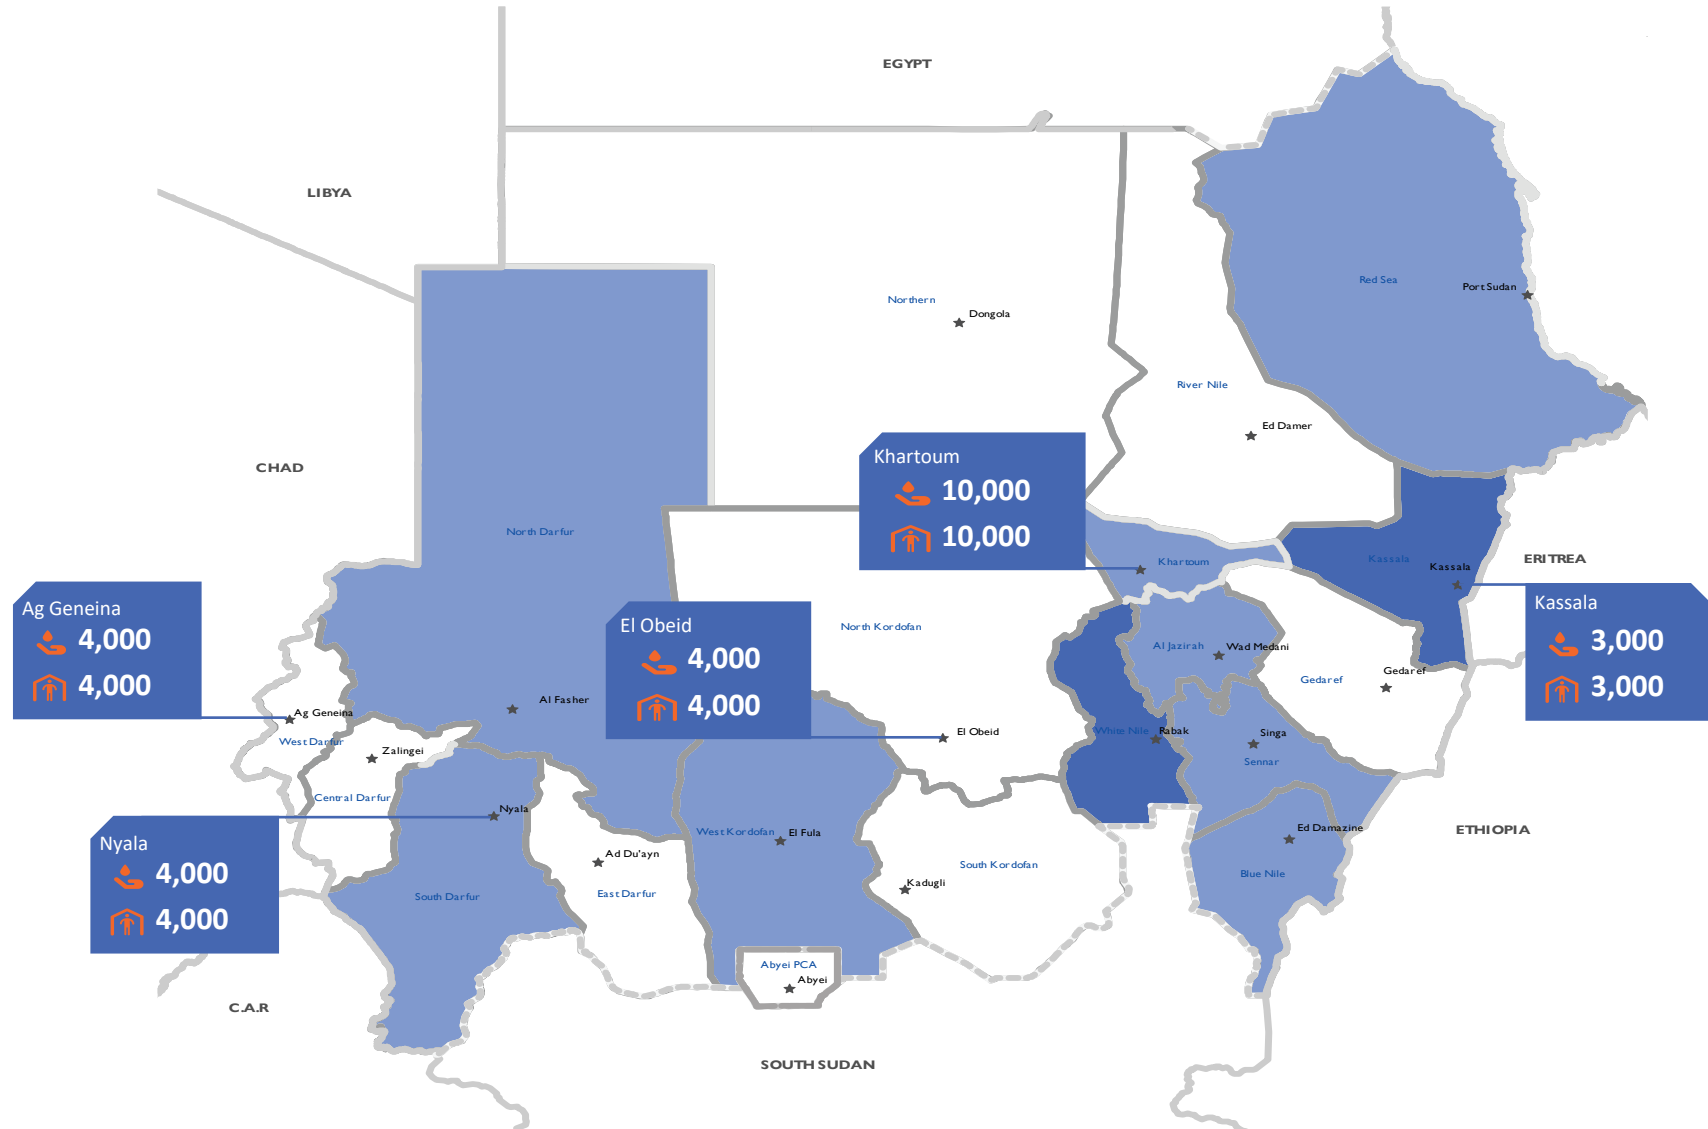 EGYPT
LIBYA
Red Sea
Port Sudan
Northern
Dongola
River Nile
Ed Damer
CHAD
Khartoum
10,000
10,000
North Darfur
Khartoum
Kassala
Kassala
ERITREA
Kassala
3,000
3,000
Ag Geneina
4,000
4,000
El Obeid
4,000
4,000
North Kordofan
Al Jazirah
Wad Medani
Gedaref
Gedaref
Al Fasher
Ag Geneina
West Darfur
Zalingei
El Obeid
White Nile
Rabak
Singa
Sennar
Central Darfur
Nyala
Nyala
4,000
4,000
West Kordofan
El Fula
Ed Damazine
ETHIOPIA
Ad Du'ayn
East Darfur
South Kordofan
Kadugli
Blue Nile
South Darfur
Abyei PCA
Abyei
C.A.R
SOUTH SUDAN